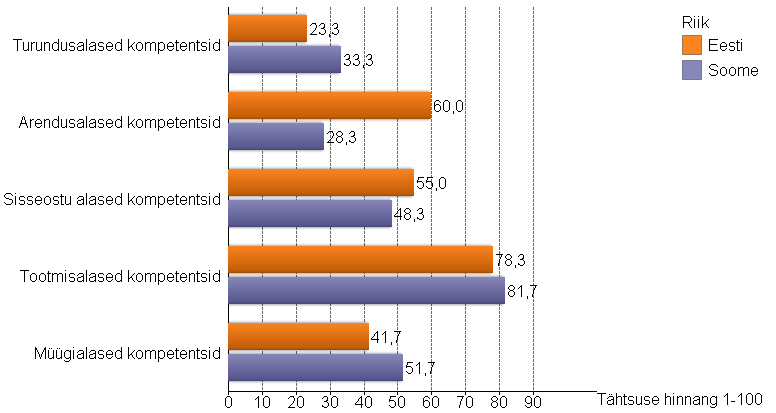 Riik
Eesti
Soome
Turundusalased kompetentsid
23,3
33,3
Arendusalased kompetentsid
60,0
28,3
Sisseostu alased kompetentsid
55,0
48,3
Tootmisalased kompetentsid
78,3
81,7
Müügialased kompetentsid
41,7
51,7
0 10 20 30 40 50 60 70 80 90
Tähtsuse hinnang 1-100